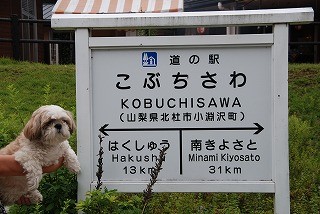 道の駅
こぶちさわ
KOBUCHISAWA
(山梨県北杜市小淵沢町)
はくしゅう 南きよさと
Hakushu Minami Kiyosato
13km 31km